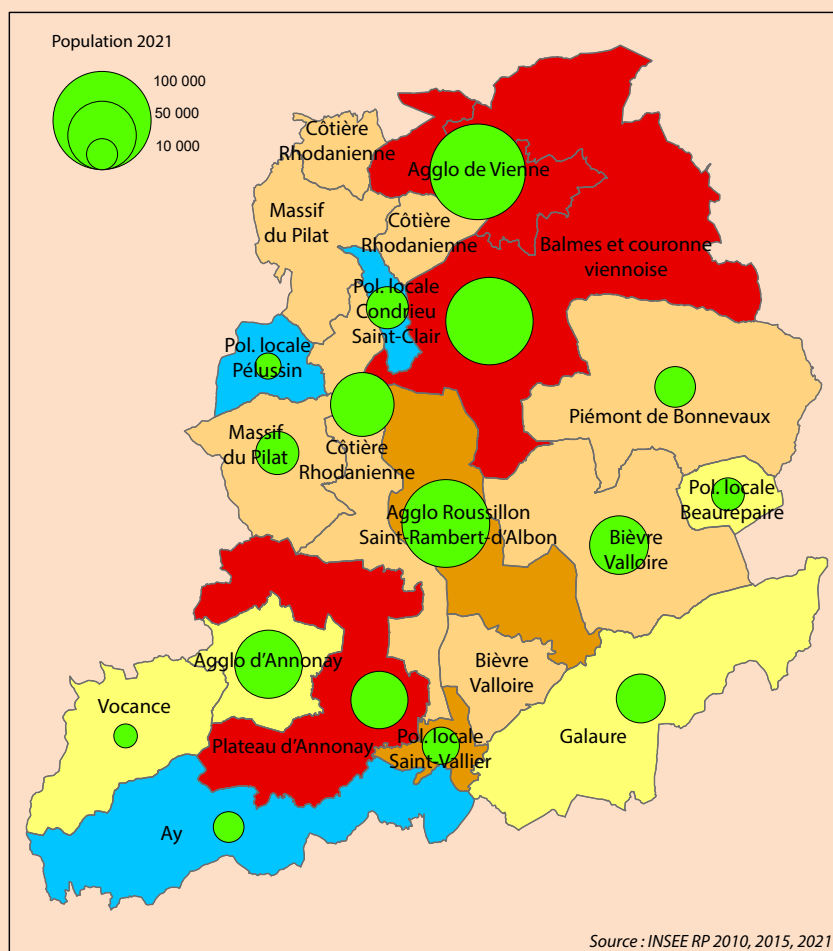 Population 2021
100 000
50 000
10 000
Côtière
Rhodanienne
Agglo de Vienne
Massif
du Pilat
Côtière
Rhodanienne
Balmes et couronne
viennoise
Pol. locale
Condrieu
Saint-Clair
Pol. locale
Pélussin
Piémont de Bonnevaux
Massif
du Pilat
Côtière
Rhodanienne
Pol. locale
Beaurepaire
Agglo Roussillon
Saint-Rambert-d'Albon
Bièvre
Valloire
Agglo d'Annonay
Bièvre
Valloire
Vocance
Plateau d'Annonay
Pol. locale
Saint-Vallier
Galaure
Ay
Source : INSEE RP 2010, 2015, 2021